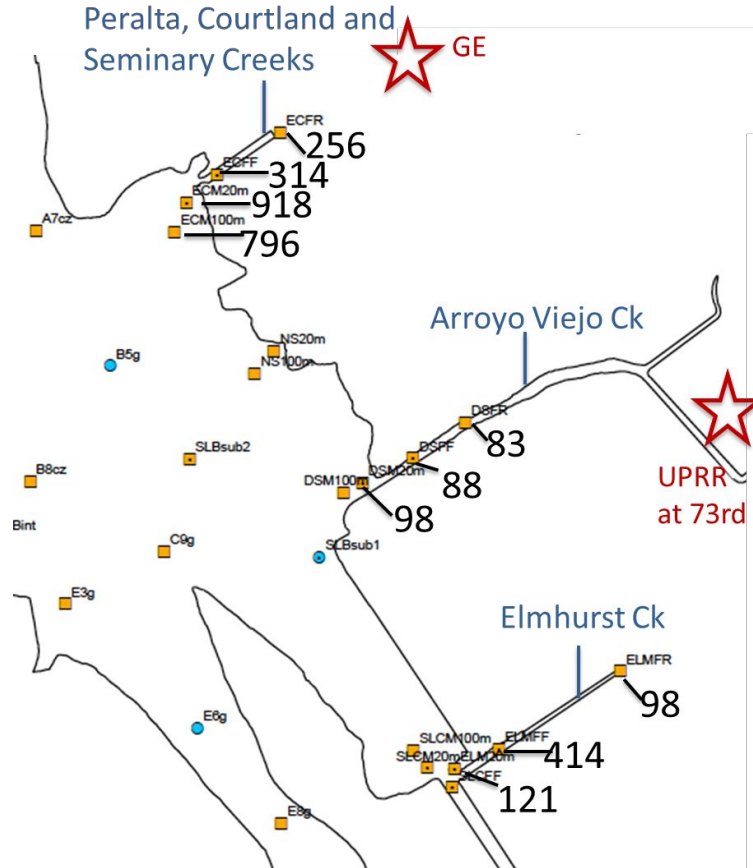 Peralta, Courtland and
Seminary Creeks
GE
ECFR
256
ECFF
314
ECM20m
918
A7cz
ECM100m
796
Arroyo Viejo Ck
NS20m
B5g
NS100m
DSFR
83
SLBsub2
DSFF
88
B8cz
DSM20m
DSM100m
UPRR
at 73rd
98
Bint
C9g
SLBsub1
E3g
Elmhurst Ck
ELMFR
98
E6g
SLCM100m
ELMFF
414
SLCM20m
ELM20m
SLCFF
121
E8g